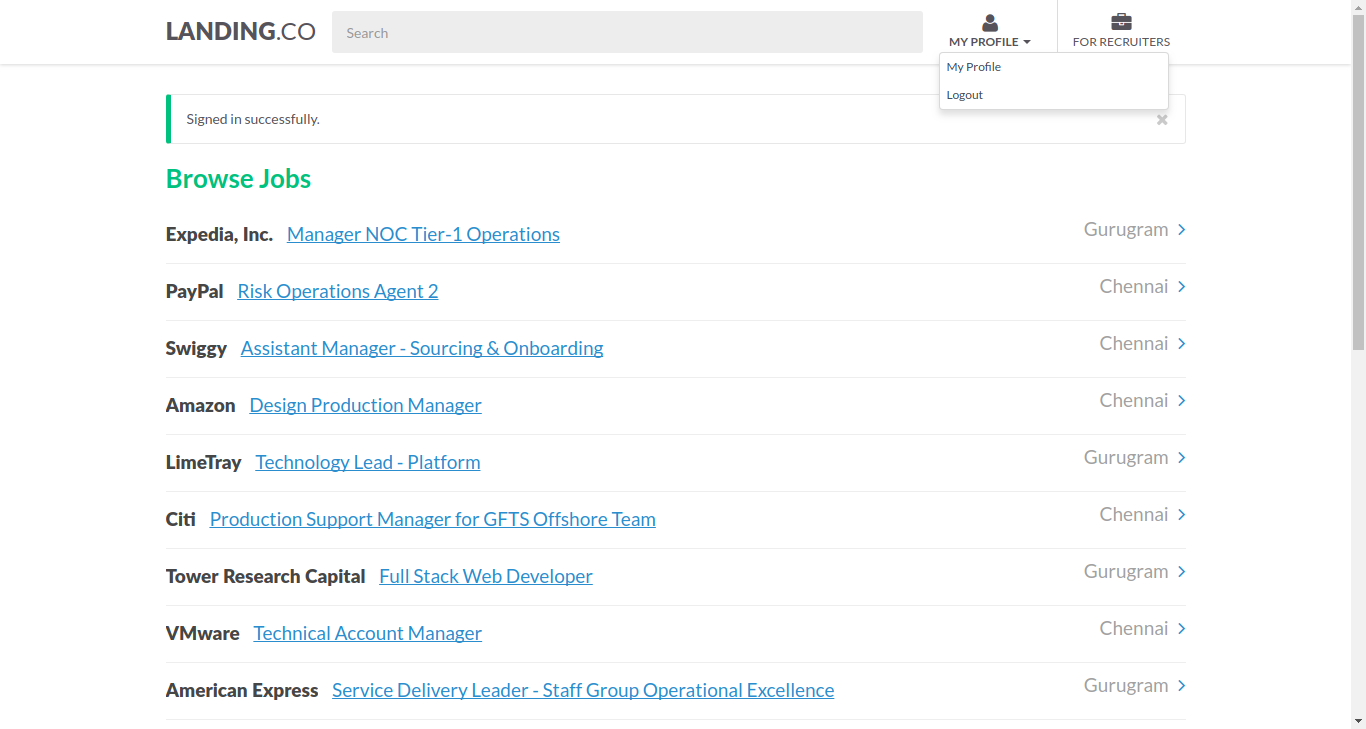 LANDING.CO
Search
MY PROFILE
FOR RECRUITERS
My Profile
Logout
Signed in successfully.
Browse Jobs
Expedia, Inc. Manager NOC Tier-1 Operations Gurugram
PayPal Risk Operations Agent 2 Chennai
Swiggy Assistant Manager - Sourcing & Onboarding Chennai
Amazon Design Production Manager Chennai
LimeTray Technology Lead - Platform Gurugram
Citi Production Support Manager for GFTS Offshore Team Chennai
Tower Research Capital Full Stack Web Developer Gurugram
VMware Technical Account Manager Chennai
American Express Service Delivery Leader - Staff Group Operational Excellence Gurugram